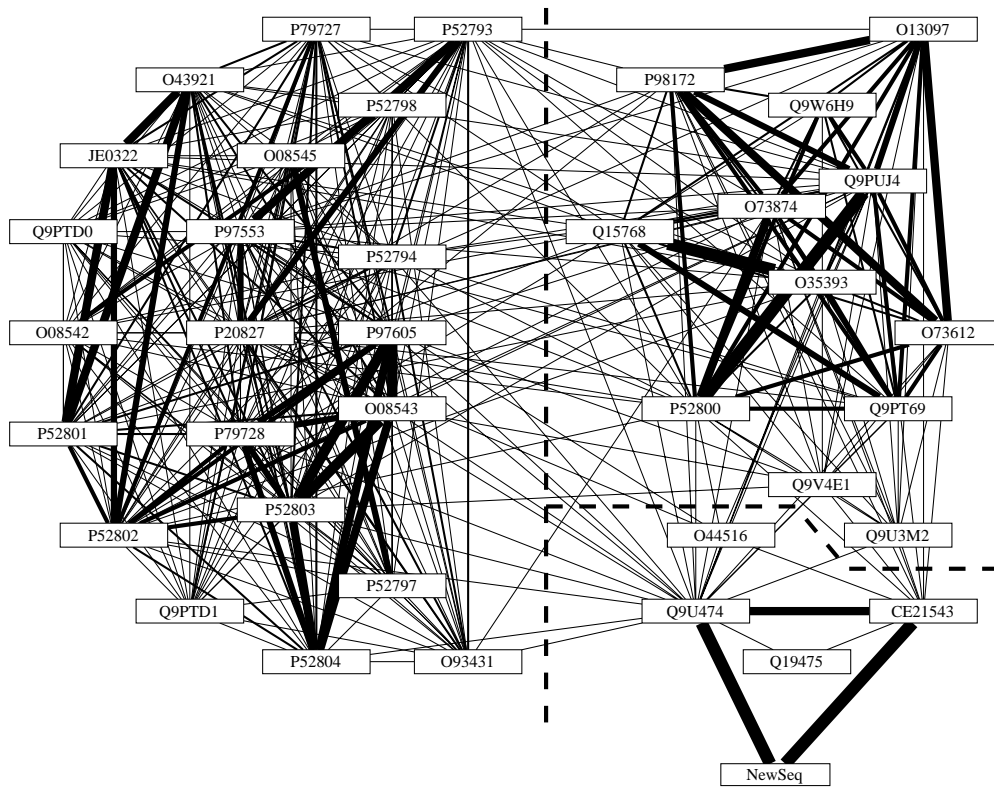 P79727
P52793
O13097
O43921
P98172
P52798
Q9W6H9
JE0322
O08545
Q9PUJ4
O73874
Q9PTD0
P97553
Q15768
P52794
O35393
O08542
P20827
P97605
O73612
O08543
P52800
Q9PT69
P52801
P79728
Q9V4E1
P52803
P52802
O44516
Q9U3M2
P52797
Q9PTD1
Q9U474
CE21543
P52804
O93431
Q19475
NewSeq